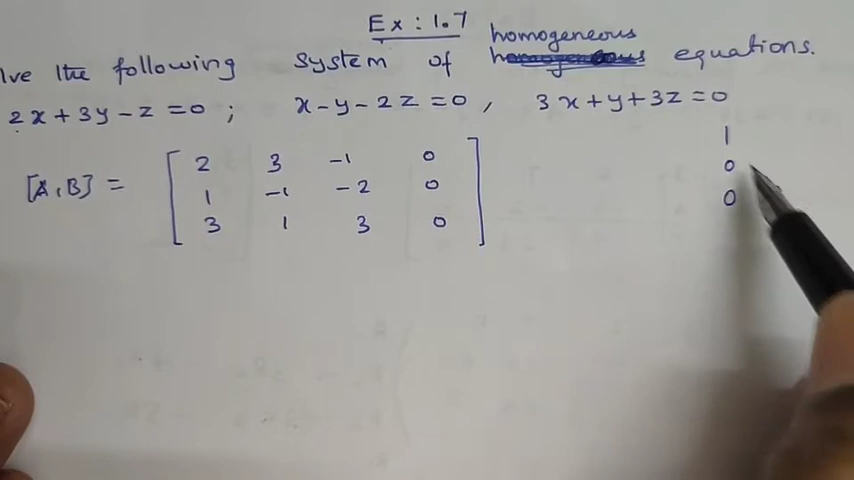 Ex : 1.7
lve the following system of homogeneous equations.
2x + 3y - z = 0 ; x - y - 2z = 0 , 3x + y + 3z = 0
[A, B] = [ 2 3 -1 0
1 -1 -2 0
3 1 3 0 ]
1
0
0